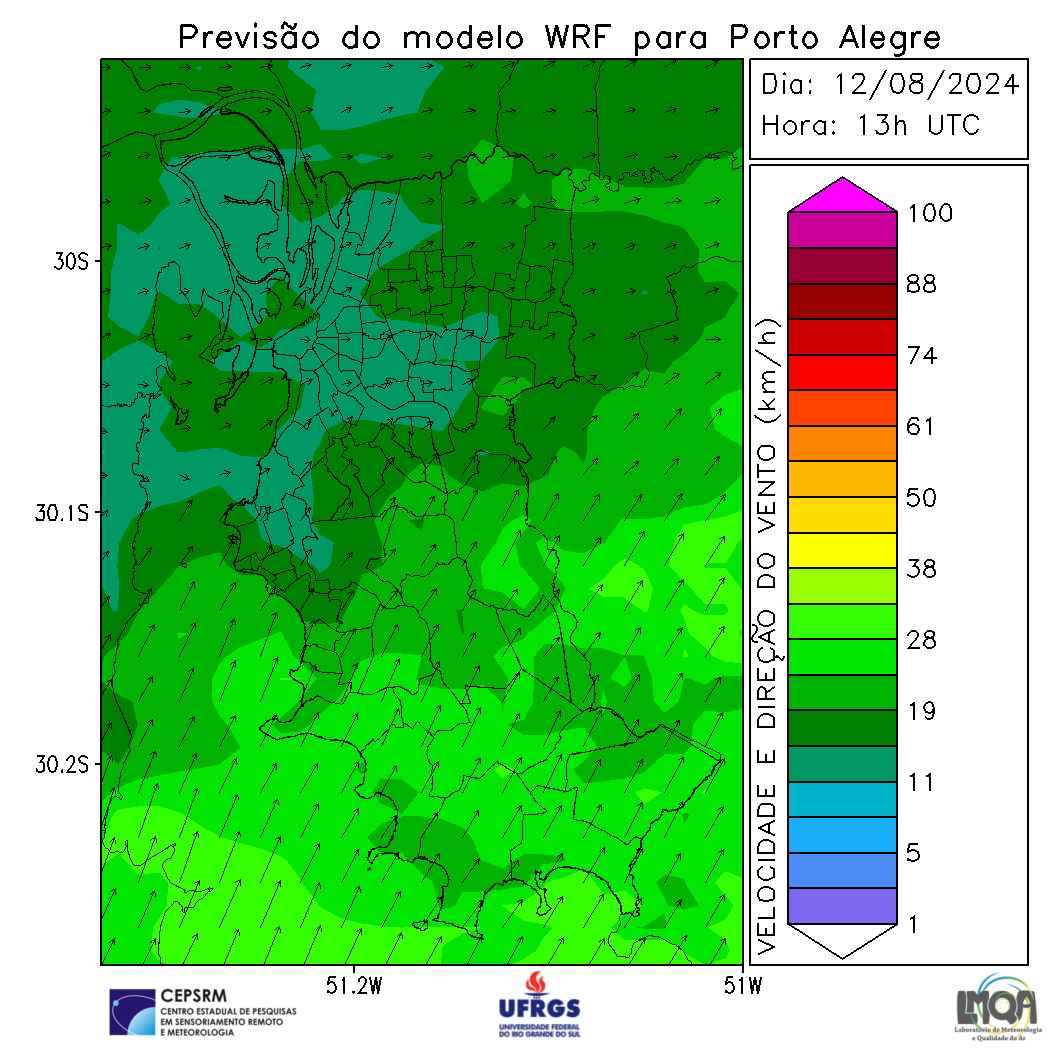 Previsão do modelo WRF para Porto Alegre
Dia: 12/08/2024
Hora: 13h UTC
30S
30.1S
30.2S
51.2W
51W
VELOCIDADE E DIREÇÃO DO VENTO (km/h)
100
88
74
61
50
38
28
19
11
5
1
CEPSRM
CENTRO ESTADUAL DE PESQUISAS
EM SENSORIAMENTO REMOTO
E METEOROLOGIA
UFRGS
UNIVERSIDADE FEDERAL
DO RIO GRANDE DO SUL
LMQA
Laboratório de Meteorologia
e Qualidade do Ar